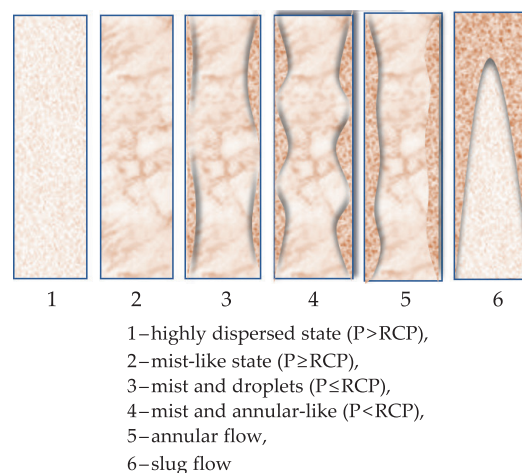 1 2 3 4 5 6
1–highly dispersed state (P>RCP),
2–mist-like state (P≥RCP),
3–mist and droplets (P≤RCP),
4–mist and annular-like (P<RCP),
5–annular flow,
6–slug flow